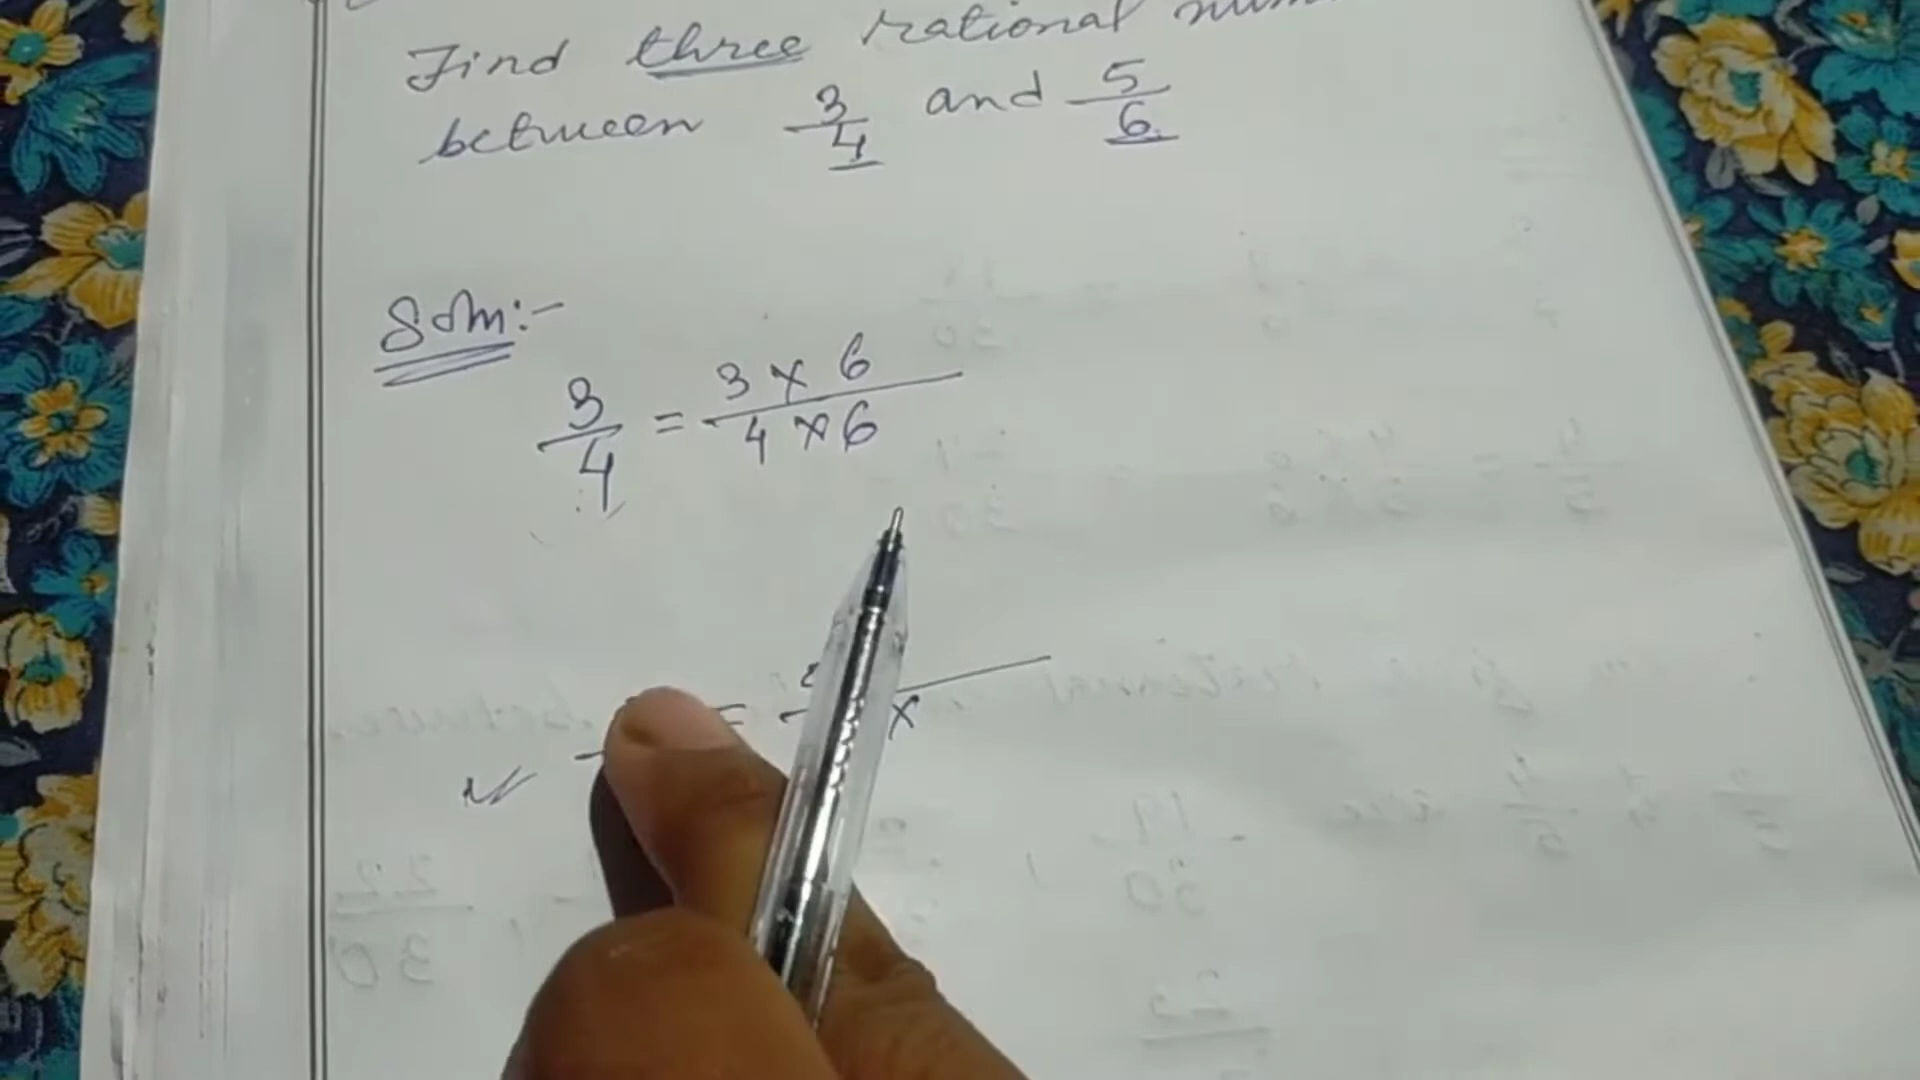 Find three rational
between 3/4 and 5/6
Soln:-
3/4 = 3 x 6 / 4 x 6
= x